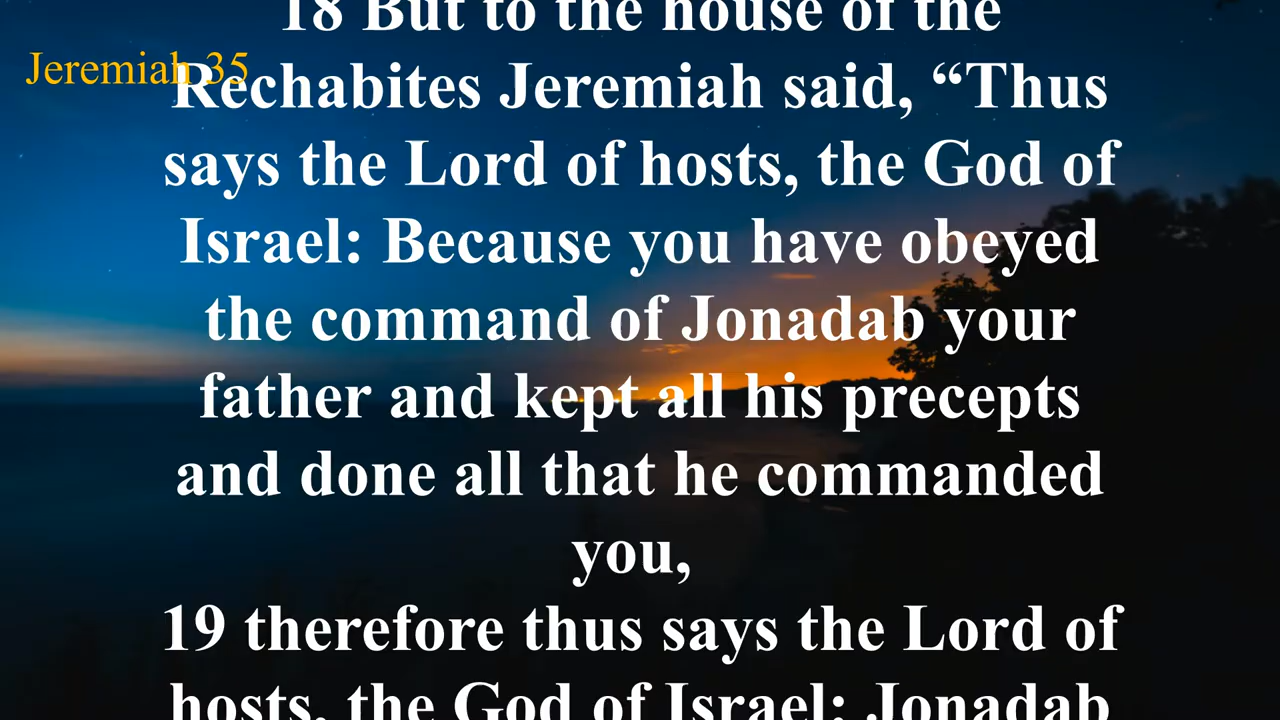 18 But to the house of the
Jeremiah 35
Rechabites Jeremiah said, “Thus
says the Lord of hosts, the God of
Israel: Because you have obeyed
the command of Jonadab your
father and kept all his precepts
and done all that he commanded
you,
19 therefore thus says the Lord of
hosts, the God of Israel: Jonadab